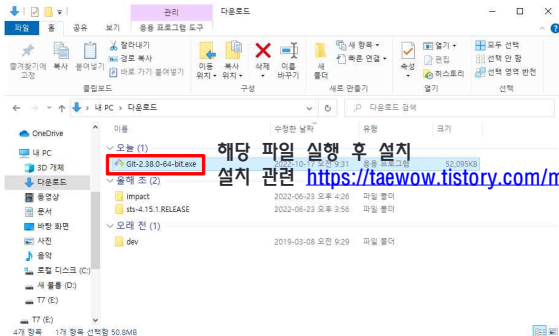 관리
다운로드
파일 홈 공유 보기 응용 프로그램 도구
즐겨찾기에 고정
복사
붙여넣기
잘라내기
경로 복사
바로 가기 붙여넣기
클립보드
이동 위치
복사 위치
삭제
이름 바꾸기
구성
새 폴더
새 항목
빠른 연결
새로 만들기
속성
열기
편집
히스토리
열기
모두 선택
선택 안 함
선택 영역 반전
선택
내 PC > 다운로드
다운로드 검색
이름 수정한 날짜 유형 크기
OneDrive
내 PC
3D 개체
다운로드
동영상
문서
바탕 화면
사진
음악
로컬 디스크 (C:)
새 볼륨 (D:)
T7 (E:)
T7 (E:)
오늘 (1)
Git-2.38.0-64-bit.exe 2022-10-17 오전 9:31 응용 프로그램 52,095KB
해당 파일 실행 후 설치
설치 관련 https://taewow.tistory.com/m
올해 초 (2)
impact 2022-06-23 오후 4:26 파일 폴더
sts-4.15.1.RELEASE 2022-06-23 오후 3:56 파일 폴더
오래 전 (1)
dev 2019-03-08 오전 9:29 파일 폴더
4개 항목 1개 항목 선택함 50.8MB